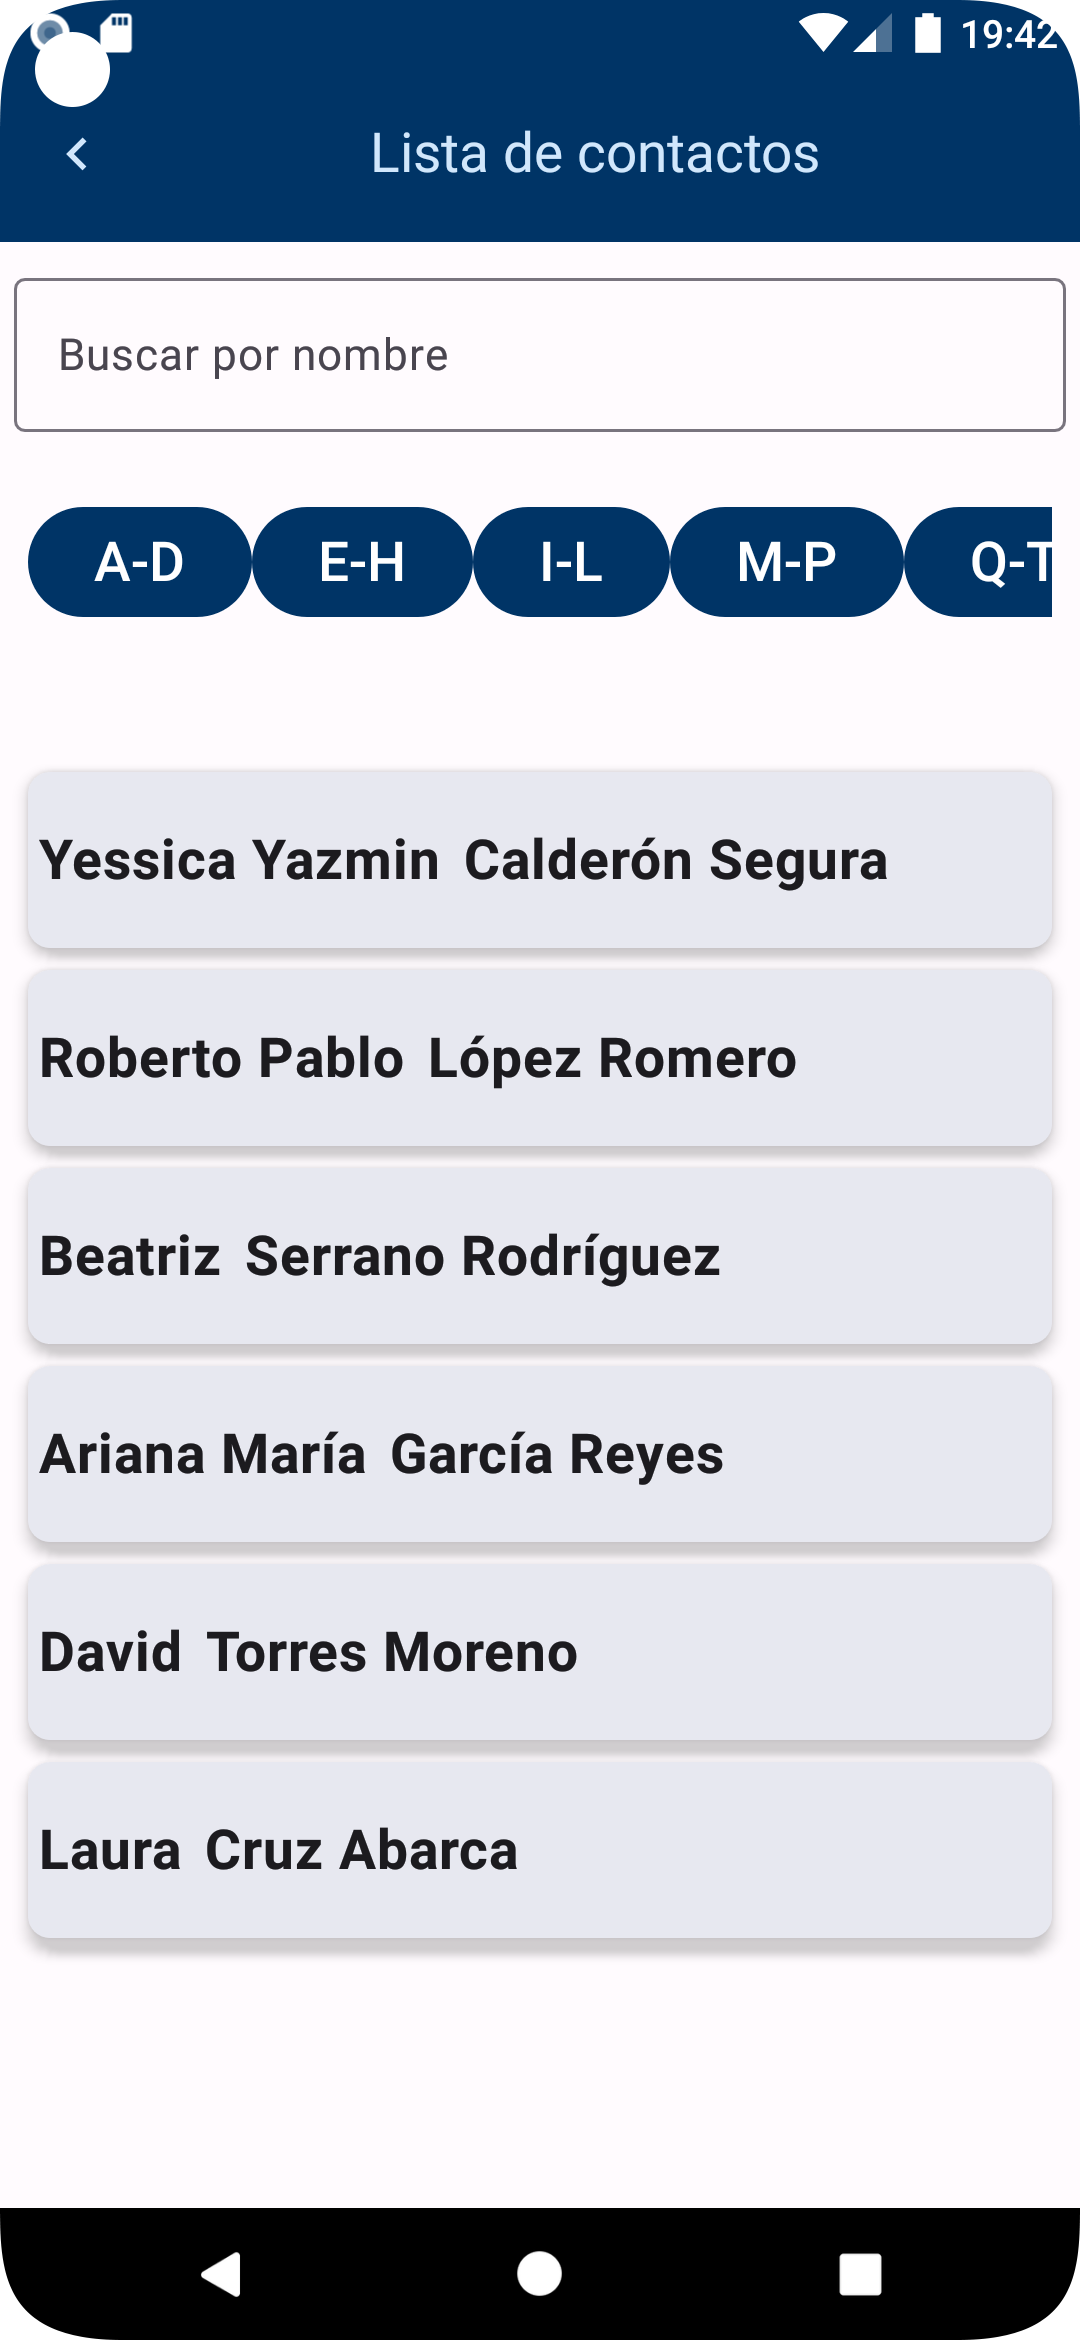 19:42
Lista de contactos
Buscar por nombre
A-D E-H I-L M-P Q-T
Yessica Yazmin Calderón Segura
Roberto Pablo López Romero
Beatriz Serrano Rodríguez
Ariana María García Reyes
David Torres Moreno
Laura Cruz Abarca